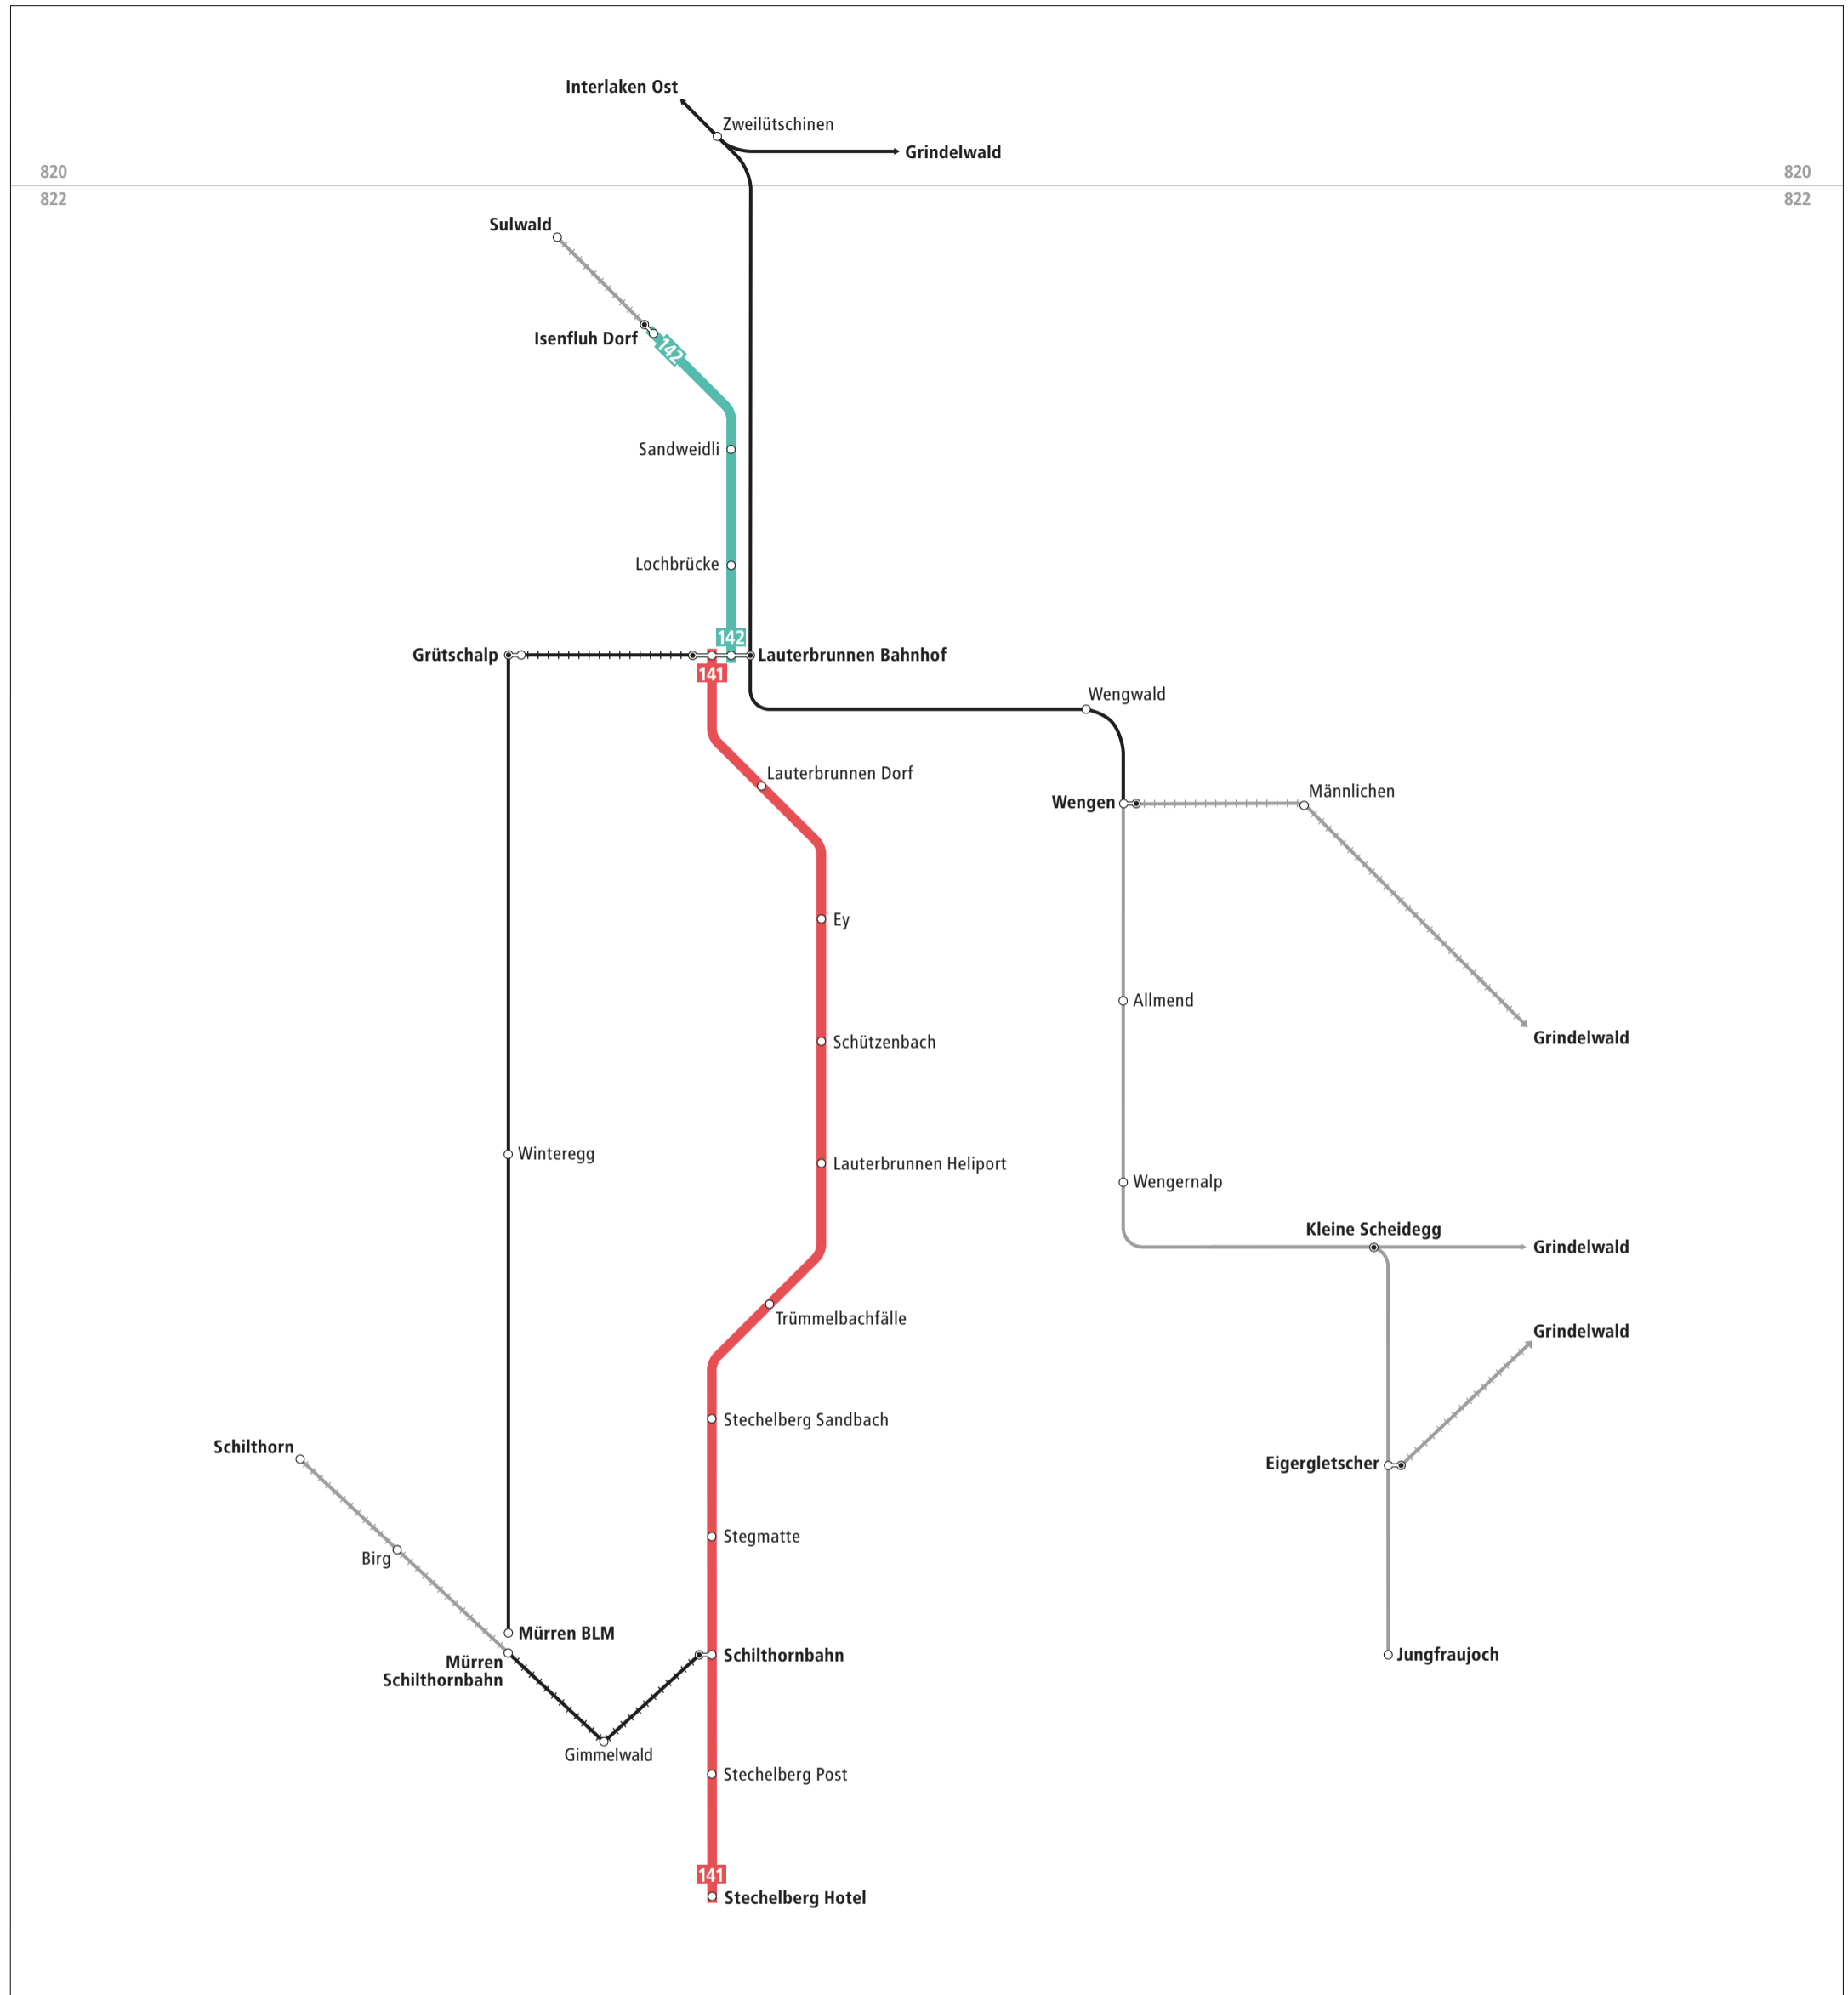 Interlaken Ost
Zweilütschinen
Grindelwald
820
820
822
822
Sulwald
Isenfluh Dorf
142
Sandweidli
Lochbrücke
142
Grütschalp
Lauterbrunnen Bahnhof
141
Wengwald
Lauterbrunnen Dorf
Wengen
Männlichen
Ey
Allmend
Schützenbach
Grindelwald
Winteregg
Lauterbrunnen Heliport
Wengernalp
Kleine Scheidegg
Grindelwald
Trümmelbachfälle
Grindelwald
Stechelberg Sandbach
Schilthorn
Eigergletscher
Stegmatte
Birg
Mürren BLM
Mürren
Schilthornbahn
Schilthornbahn
Jungfraujoch
Gimmelwald
Stechelberg Post
141
Stechelberg Hotel